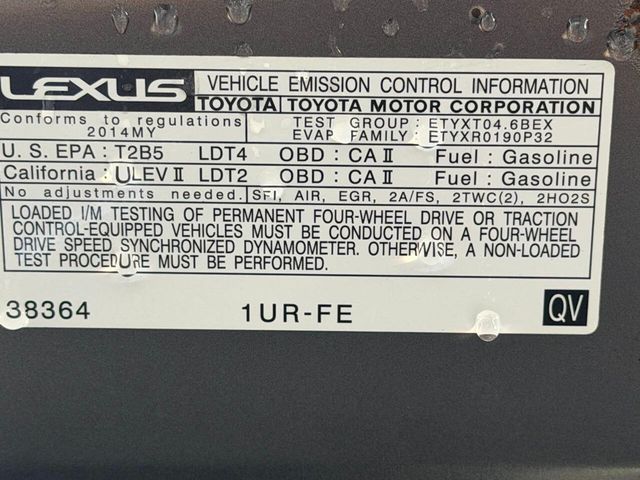 LEXUS
VEHICLE EMISSION CONTROL INFORMATION
TOYOTA TOYOTA MOTOR CORPORATION
Conforms to regulations
2014MY
TEST GROUP : ETYXT04.6BEX
EVAP. FAMILY : ETYXR0190P32
U. S. EPA : T2B5 LDT4 OBD : CA II Fuel : Gasoline
California : ULEV II LDT2 OBD : CA II Fuel : Gasoline
No adjustments needed. SFI, AIR, EGR, 2A/FS, 2TWC(2), 2HO2S
LOADED I/M TESTING OF PERMANENT FOUR-WHEEL DRIVE OR TRACTION
CONTROL-EQUIPPED VEHICLES MUST BE CONDUCTED ON A FOUR-WHEEL
DRIVE SPEED SYNCHRONIZED DYNAMOMETER. OTHERWISE, A NON-LOADED
TEST PROCEDURE MUST BE PERFORMED.
38364 1UR-FE QV